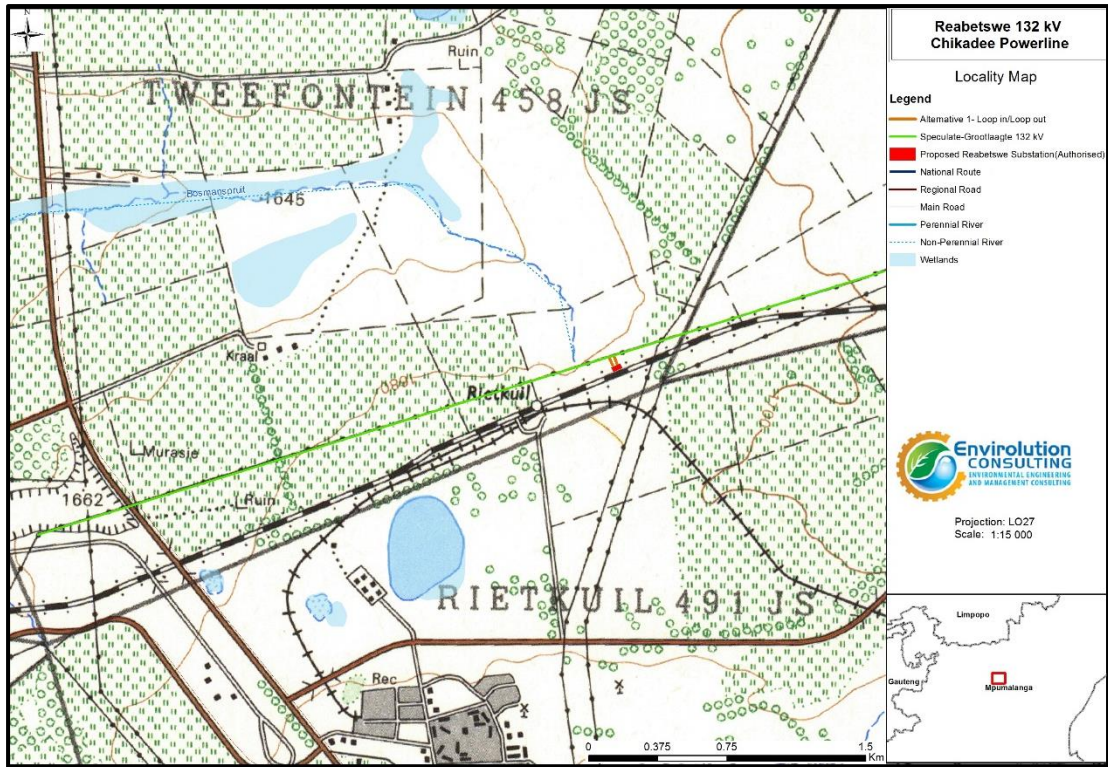 N
Ruin
TWEEFONTEIN 458 JS
Bosmanspruit
1645
Kraal
1680
Rietkuil
1700
Murasie
1662
Ruin
RIETKUIL 491 JS
Rec
0 0.375 0.75 1.5
Km
Reabetswe 132 kV
Chikadee Powerline
Locality Map
Legend
Alternative 1- Loop in/Loop out
Speculate-Grootlaagte 132 kV
Proposed Reabetswe Substation(Authorised)
National Route
Regional Road
Main Road
Perennial River
Non-Perennial River
Wetlands
Envirolution
CONSULTING
ENVIRONMENTAL ENGINEERING
AND MANAGEMENT CONSULTING
Projection: LO27
Scale: 1:15 000
Limpopo
Gauteng
Mpumalanga